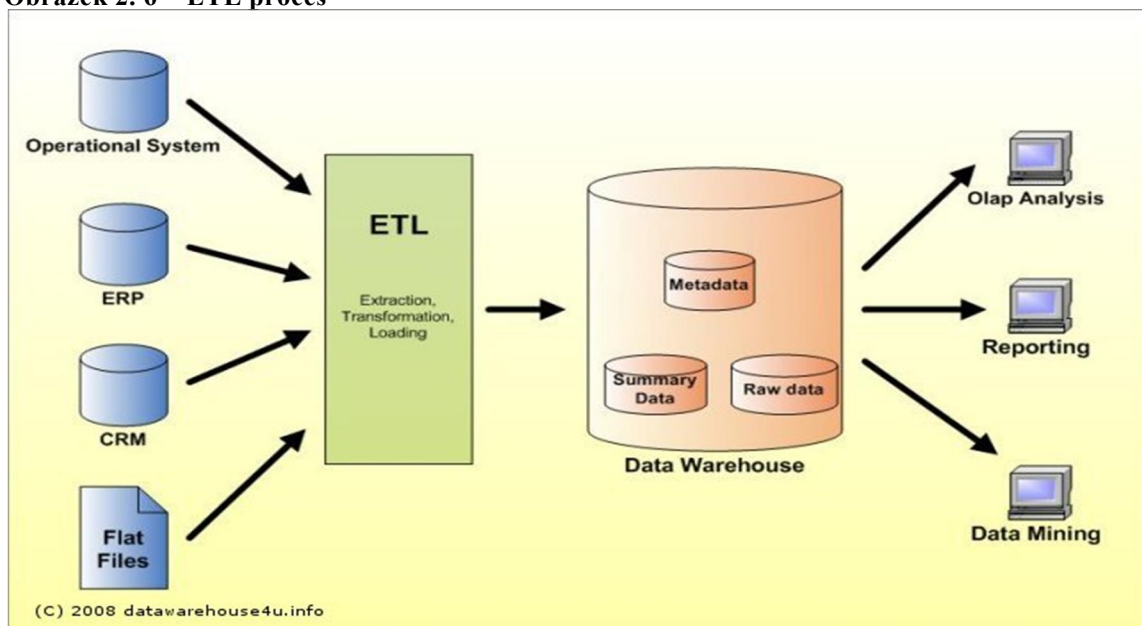 Obrázek 2. 6 – ETL proces
Operational System
ERP
CRM
Flat
Files
ETL
Extraction,
Transformation,
Loading
Metadata
Summary
Data
Raw data
Data Warehouse
Olap Analysis
Reporting
Data Mining
(C) 2008 datawarehouse4u.info